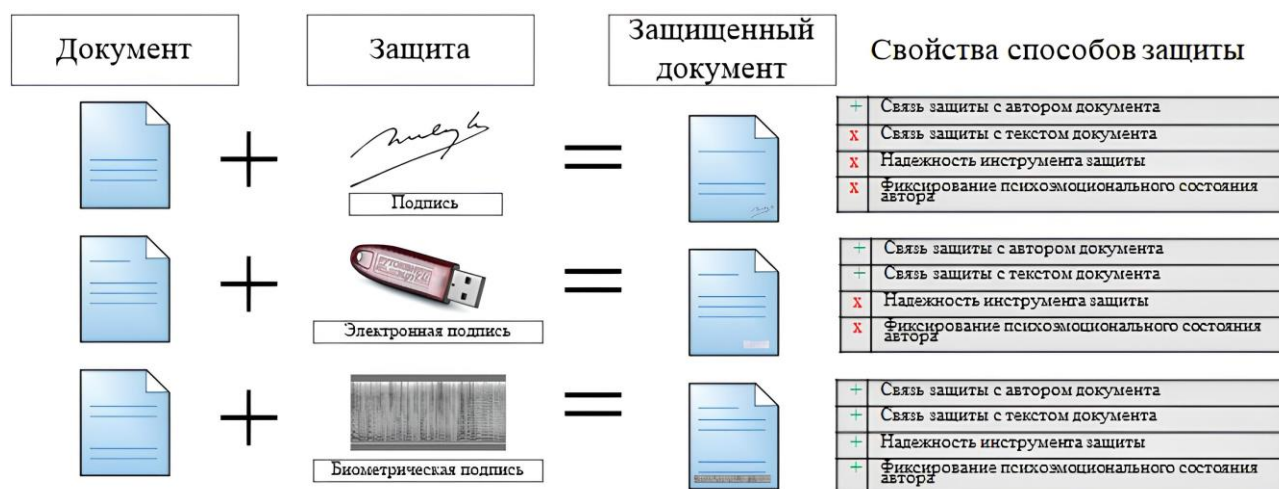 Документ
Защита
Защищенный
документ
Свойства способов защиты
Подпись
+ Связь защиты с автором документа
x Связь защиты с текстом документа
x Надежность инструмента защиты
x Фиксирование психоэмоционального состояния
автора
Электронная подпись
+ Связь защиты с автором документа
+ Связь защиты с текстом документа
x Надежность инструмента защиты
x Фиксирование психоэмоционального состояния
автора
Биометрическая подпись
+ Связь защиты с автором документа
+ Связь защиты с текстом документа
+ Надежность инструмента защиты
+ Фиксирование психоэмоционального состояния
автора